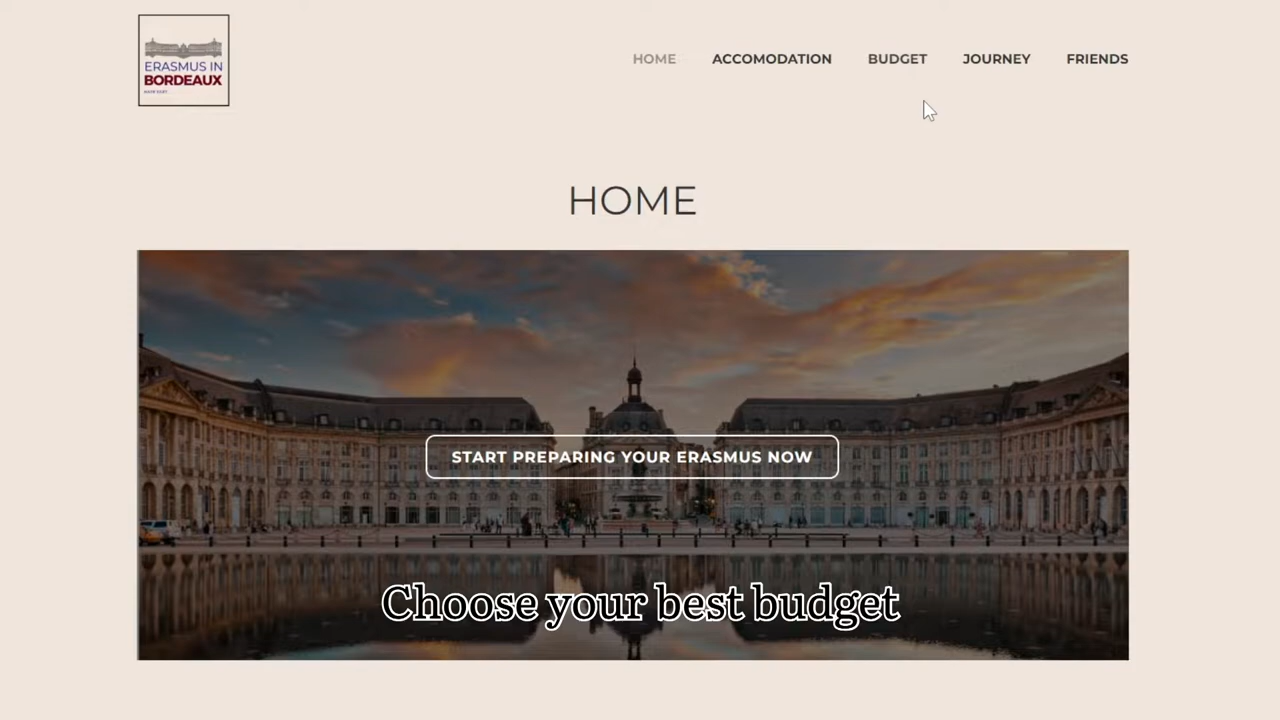 ERASMUS IN
BORDEAUX
HOME
ACCOMODATION
BUDGET
JOURNEY
FRIENDS
HOME
START PREPARING YOUR ERASMUS NOW
Choose your best budget